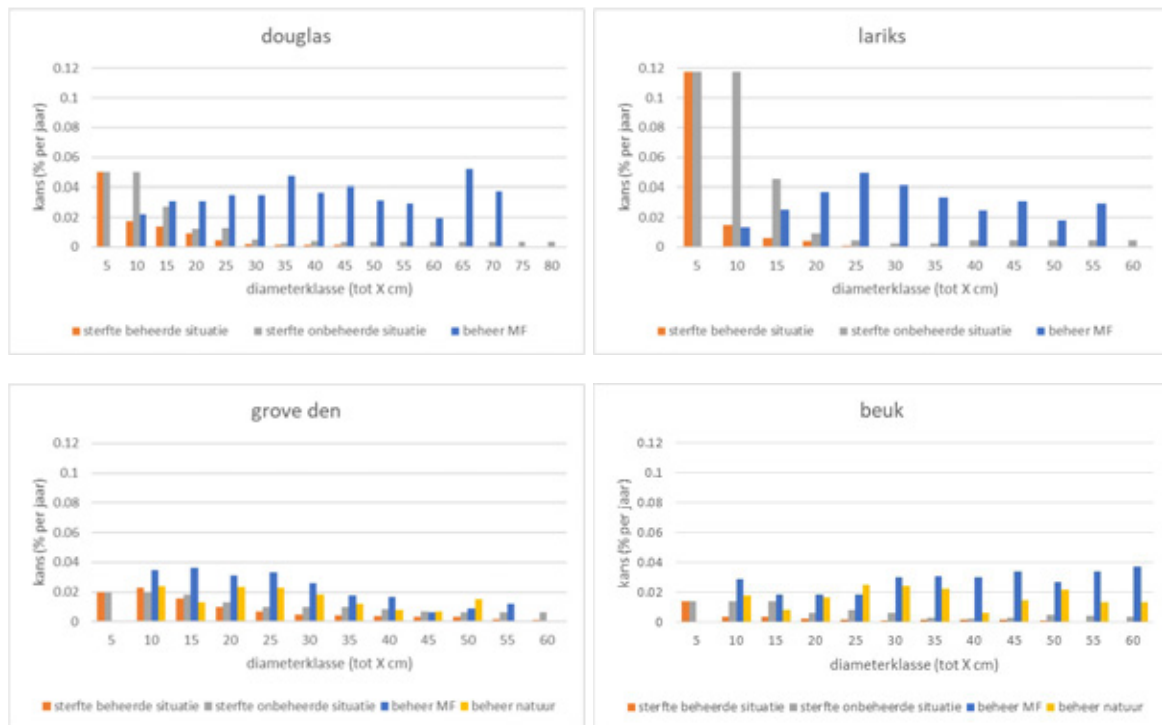 douglas
0.12
0.1
0.08
0.06
0.04
0.02
0
kans (% per jaar)
5 10 15 20 25 30 35 40 45 50 55 60 65 70 75 80
diameterklasse (tot X cm)
sterfte beheerde situatie sterfte onbeheerde situatie beheer MF
lariks
0.12
0.1
0.08
0.06
0.04
0.02
0
kans (% per jaar)
5 10 15 20 25 30 35 40 45 50 55 60
diameterklasse (tot X cm)
sterfte beheerde situatie sterfte onbeheerde situatie beheer MF
grove den
0.12
0.1
0.08
0.06
0.04
0.02
0
kans (% per jaar)
5 10 15 20 25 30 35 40 45 50 55 60
diameterklasse (tot X cm)
sterfte beheerde situatie sterfte onbeheerde situatie beheer MF beheer natuur
beuk
0.12
0.1
0.08
0.06
0.04
0.02
0
kans (% per jaar)
5 10 15 20 25 30 35 40 45 50 55 60
diameterklasse (tot X cm)
sterfte beheerde situatie sterfte onbeheerde situatie beheer MF beheer natuur